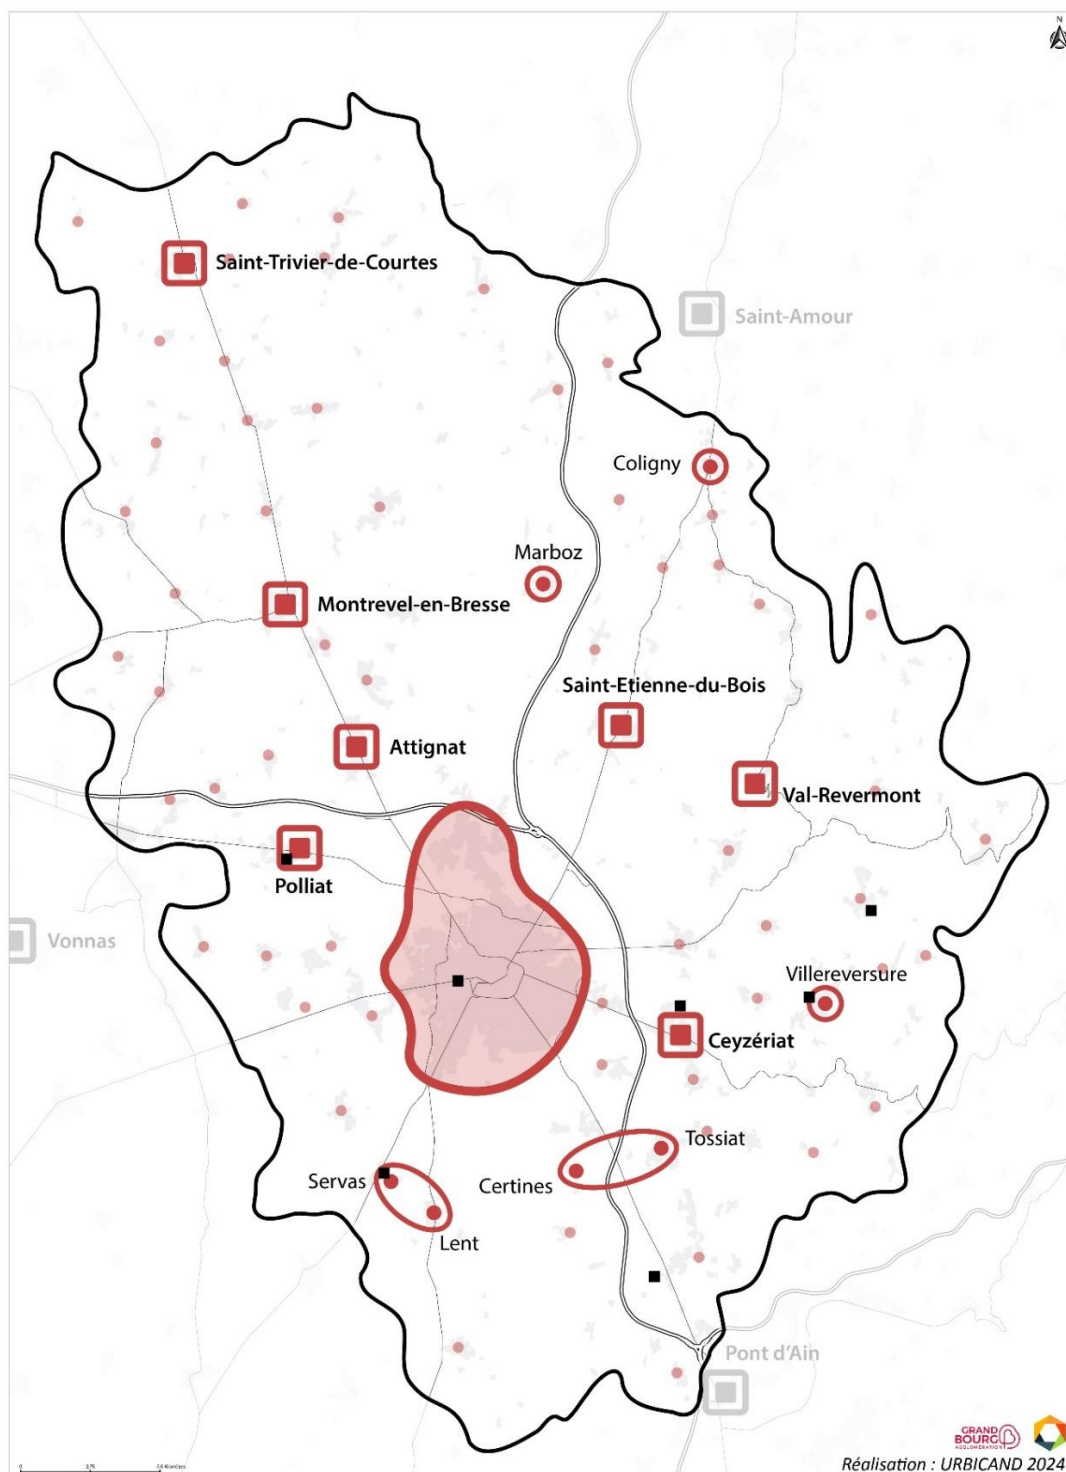 N
Saint-Trivier-de-Courtes
Saint-Amour
Coligny
Marboz
Montrevel-en-Bresse
Saint-Etienne-du-Bois
Attignat
Val-Revermont
Polliat
Vonnas
Villereversure
Ceyzériat
Tossiat
Servas
Certines
Lent
Pont d'Ain
GRAND
BOURG
AGGLOMÉRATION
Réalisation : URBICAND 2024